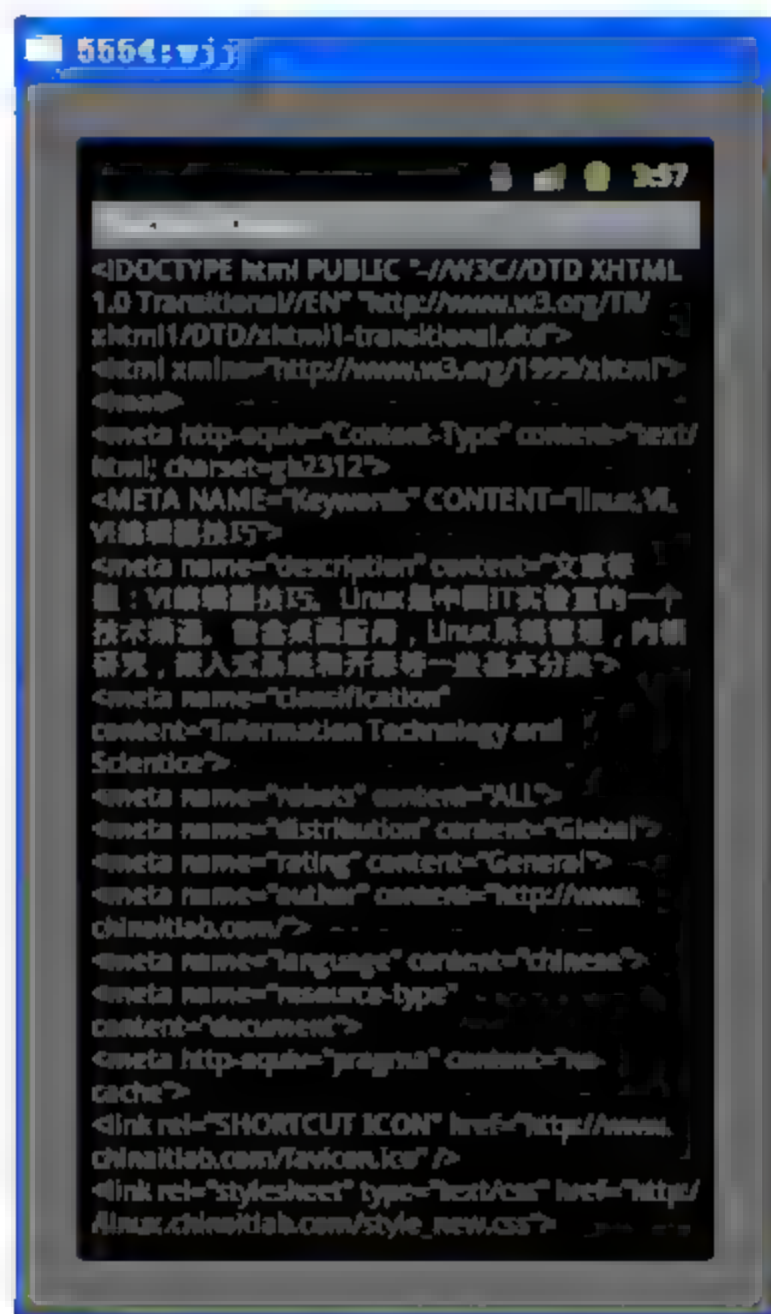 5554:wjj
3:57
<!DOCTYPE html PUBLIC "-//W3C//DTD XHTML
1.0 Transitional//EN" "http://www.w3.org/TR/
xhtml1/DTD/xhtml1-transitional.dtd">
<html xmlns="http://www.w3.org/1999/xhtml">
<head>
<meta http-equiv="Content-Type" content="text/
html; charset=gb2312">
<META NAME="Keywords" CONTENT="linux,VI,
VI编辑器技巧">
<meta name="description" content="文章标
题：VI编辑器技巧。Linux是中国IT实验室的一个
技术频道。包含桌面应用，Linux系统管理，内核
研究，嵌入式系统和开源等一些基本分类">
<meta name="classification"
content="Information Technology and
Scientice">
<meta name="robots" content="ALL">
<meta name="distribution" content="Global">
<meta name="rating" content="General">
<meta name="author" content="http://www.
chinaitlab.com/">
<meta name="language" content="chinese">
<meta name="resource-type"
content="document">
<meta http-equiv="pragma" content="no-
cache">
<link rel="SHORTCUT ICON" href="http://www.
chinaitlab.com/favicon.ico" />
<link rel="stylesheet" type="text/css" href="http:/
/linux.chinaitlab.com/style_new.css">